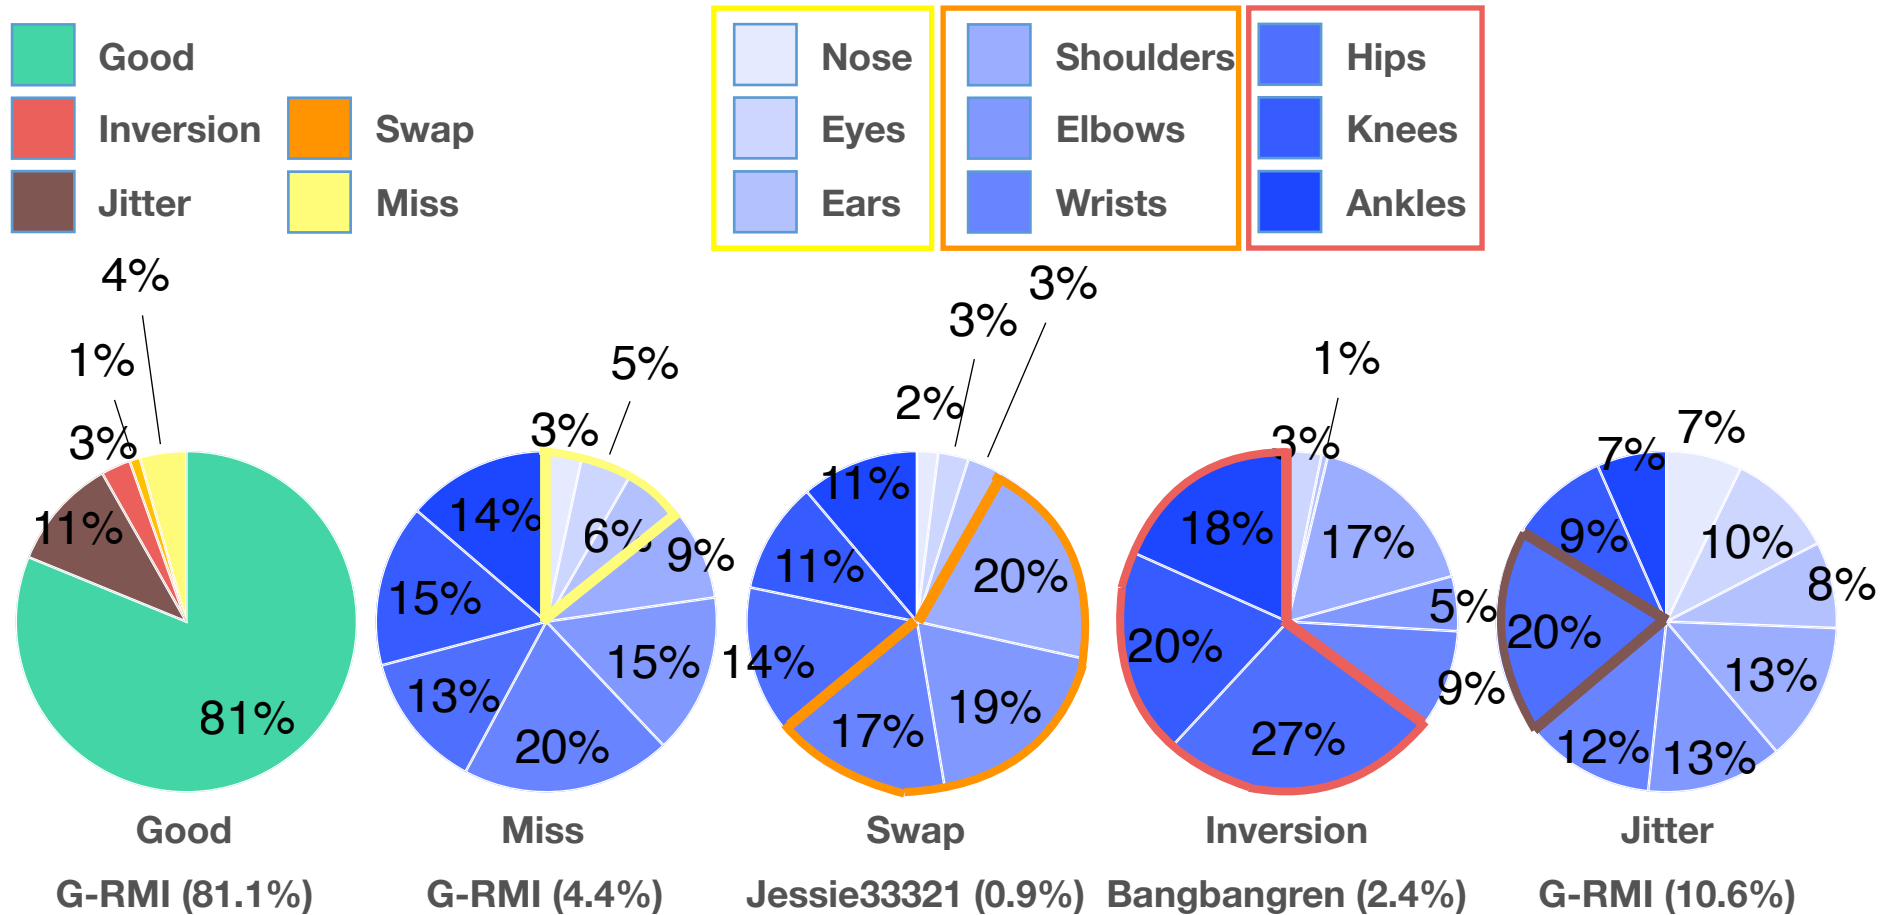 Good
Inversion
Swap
Jitter
Miss
Nose
Shoulders
Hips
Eyes
Elbows
Knees
Ears
Wrists
Ankles
4%
1%
3%
11%
81%
3%
5%
6%
9%
15%
20%
13%
15%
14%
2%
3%
3%
20%
19%
17%
14%
11%
11%
3%
1%
17%
5%
9%
27%
20%
18%
7%
10%
8%
13%
13%
12%
20%
9%
7%
Good
Miss
Swap
Inversion
Jitter
G-RMI (81.1%)
G-RMI (4.4%)
Jessie33321 (0.9%)
Bangbangren (2.4%)
G-RMI (10.6%)